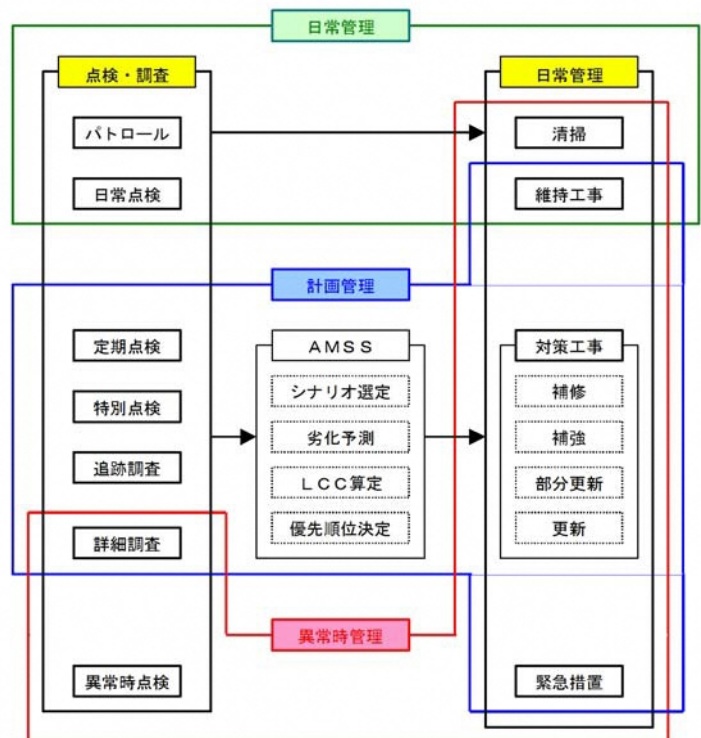 日常管理
点検・調査
日常管理
パトロール
清掃
日常点検
維持工事
計画管理
定期点検
AMSS
対策工事
シナリオ選定
補修
特別点検
劣化予測
補強
追跡調査
LCC算定
部分更新
詳細調査
優先順位決定
更新
異常時管理
異常時点検
緊急措置